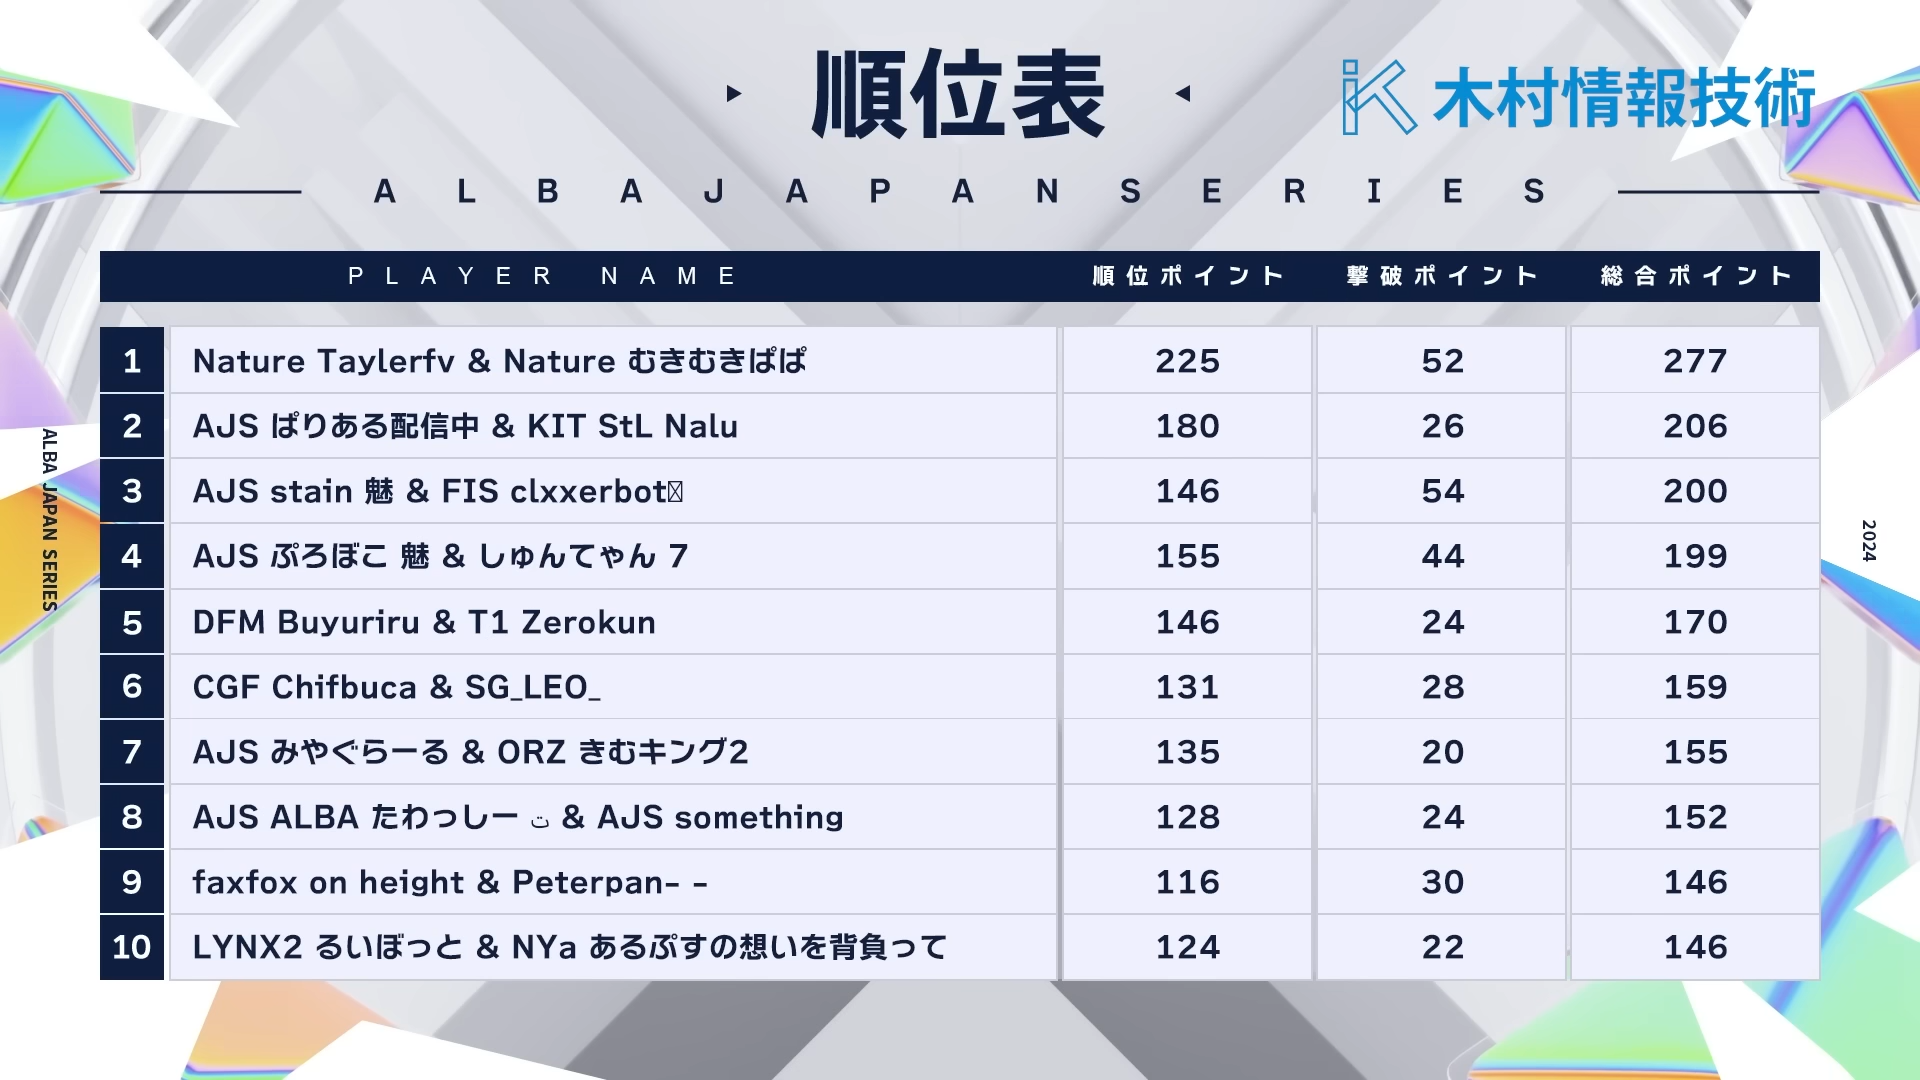 順位表
木村情報技術
ALBAJAPANSERIES
PLAYER NAME 順位ポイント 撃破ポイント 総合ポイント
1 Nature Taylerfv & Nature むきむきぱぱ 225 52 277
2 AJS ぱりある配信中 & KIT StL Nalu 180 26 206
3 AJS stain 魅 & FIS clxxerbot 146 54 200
4 AJS ぷろぼこ 魅 & しゅんてゃん 7 155 44 199
5 DFM Buyuriru & T1 Zerokun 146 24 170
6 CGF Chifbuca & SG_LEO_ 131 28 159
7 AJS みやぐらーる & ORZ きむキング2 135 20 155
8 AJS ALBA たわっしー ت & AJS something 128 24 152
9 faxfox on height & Peterpan- - 116 30 146
10 LYNX2 るいぼっと & NYa あるぷすの想いを背負って 124 22 146
ALBA JAPAN SERIES
2024